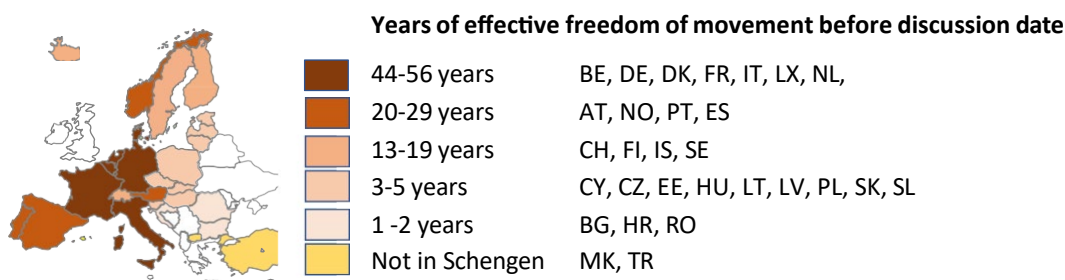 Years of effective freedom of movement before discussion date
44-56 years BE, DE, DK, FR, IT, LX, NL,
20-29 years AT, NO, PT, ES
13-19 years CH, FI, IS, SE
3-5 years CY, CZ, EE, HU, LT, LV, PL, SK, SL
1 -2 years BG, HR, RO
Not in Schengen MK, TR